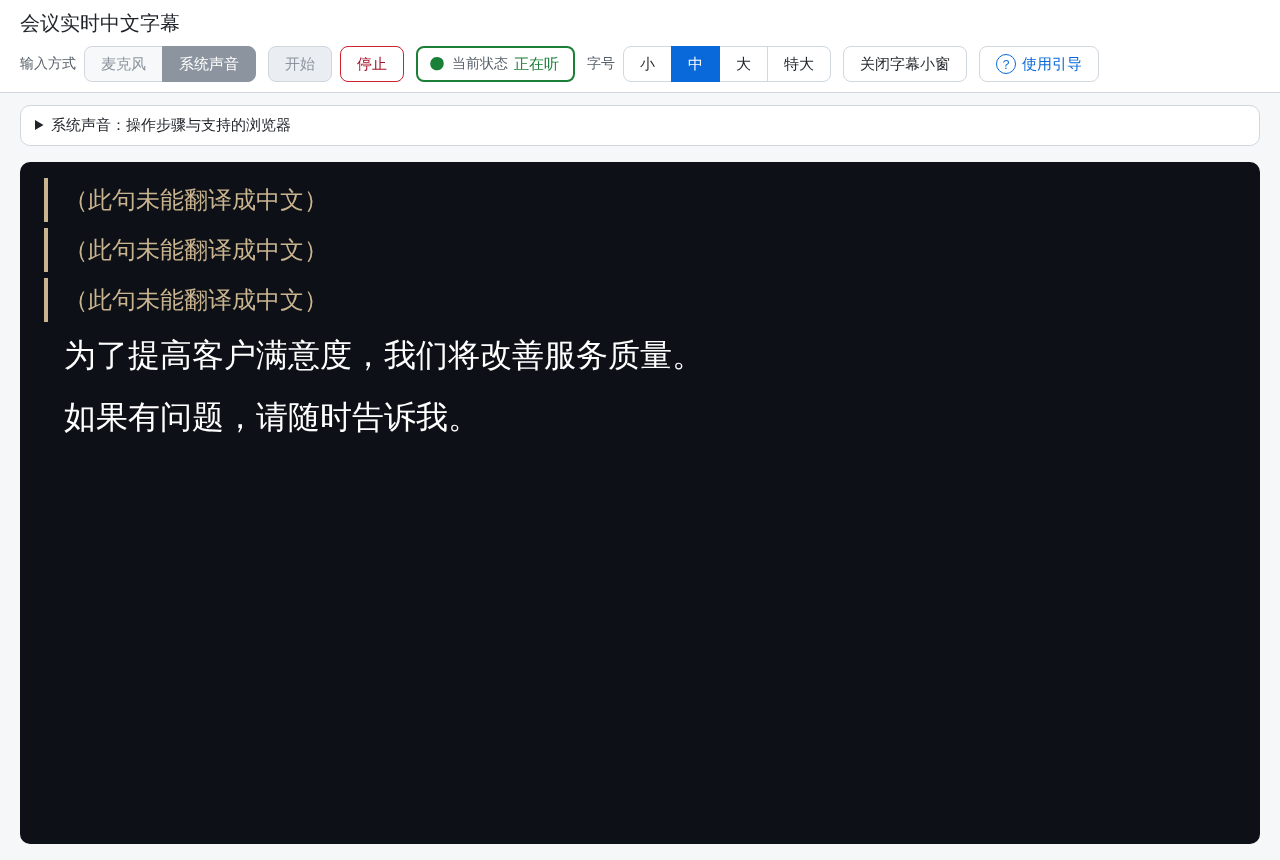 会议实时中文字幕
输入方式 麦克风 系统声音 开始 停止 当前状态 正在听 字号 小 中 大 特大 关闭字幕小窗 ? 使用引导
系统声音：操作步骤与支持的浏览器
（此句未能翻译成中文）
（此句未能翻译成中文）
（此句未能翻译成中文）
为了提高客户满意度，我们将改善服务质量。
如果有问题，请随时告诉我。